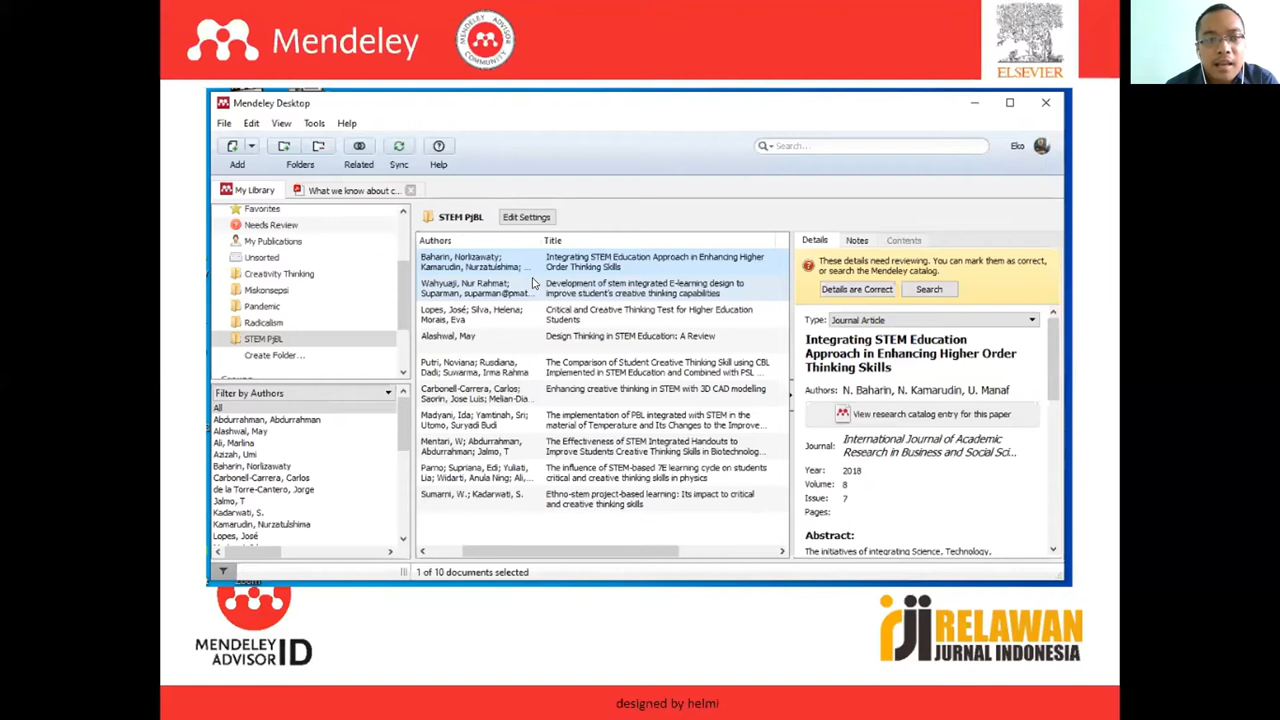 Mendeley
MENDELEY ADVISOR COMMUNITY
ELSEVIER
Mendeley Desktop
File Edit View Tools Help
Search...
Eko
Add Folders Related Sync Help
My Library
What we know about c...
Favorites
Needs Review
My Publications
Unsorted
Creativity Thinking
Miskonsepsi
Pandemic
Radicalism
STEM PjBL
Create Folder...
Filter by Authors
All
Abdurrahman, Abdurrahman
Alashwal, May
Ali, Marlina
Azizah, Umi
Baharin, Norlizawaty
Carbonell-Carrera, Carlos
de la Torre-Cantero, Jorge
Jalmo, T
Kadarwati, S.
Kamarudin, Nurzatulshima
Lopes, José
STEM PjBL Edit Settings
Authors Title
Baharin, Norlizawaty; Integrating STEM Education Approach in Enhancing Higher
Kamarudin, Nurzatulshima; ... Order Thinking Skills
Wahyuaji, Nur Rahmat; Development of stem integrated E-learning design to
Suparman, suparman@pmat... improve student's creative thinking capabilities
Lopes, José; Silva, Helena; Critical and Creative Thinking Test for Higher Education
Morais, Eva Students
Alashwal, May Design Thinking in STEM Education: A Review
Putri, Noviana; Rusdiana, The Comparison of Student Creative Thinking Skill using CBL
Dadi; Suwarma, Irma Rahma Implemented in STEM Education and Combined with PSL ...
Carbonell-Carrera, Carlos; Enhancing creative thinking in STEM with 3D CAD modelling
Saorin, Jose Luis; Melian-Dia...
Madyani, Ida; Yamtinah, Sri; The implementation of PBL integrated with STEM in the
Utomo, Suryadi Budi material of Temperature and Its Changes to the Improve...
Mentari, W; Abdurrahman, The Effectiveness of STEM Integrated Handouts to
Abdurrahman; Jalmo, T Improve Students Creative Thinking Skills in Biotechnolog...
Parno; Supriana, Edi; Yuliati, The influence of STEM-based 7E learning cycle on students
Lia; Widarti, Anula Ning; Ali,... critical and creative thinking skills in physics
Sumarni, W.; Kadarwati, S. Ethno-stem project-based learning: Its impact to critical
and creative thinking skills
1 of 10 documents selected
Details Notes Contents
These details need reviewing. You can mark them as correct,
or search the Mendeley catalog.
Details are Correct Search
Type: Journal Article
Integrating STEM Education
Approach in Enhancing Higher Order
Thinking Skills
Authors: N. Baharin, N. Kamarudin, U. Manaf
View research catalog entry for this paper
Journal: International Journal of Academic
Research in Business and Social Sci...
Year: 2018
Volume: 8
Issue: 7
Pages:
Abstract:
The initiatives of integrating Science, Technology,
MENDELEY
ADVISOR ID
rji RELAWAN
JURNAL INDONESIA
designed by helmi